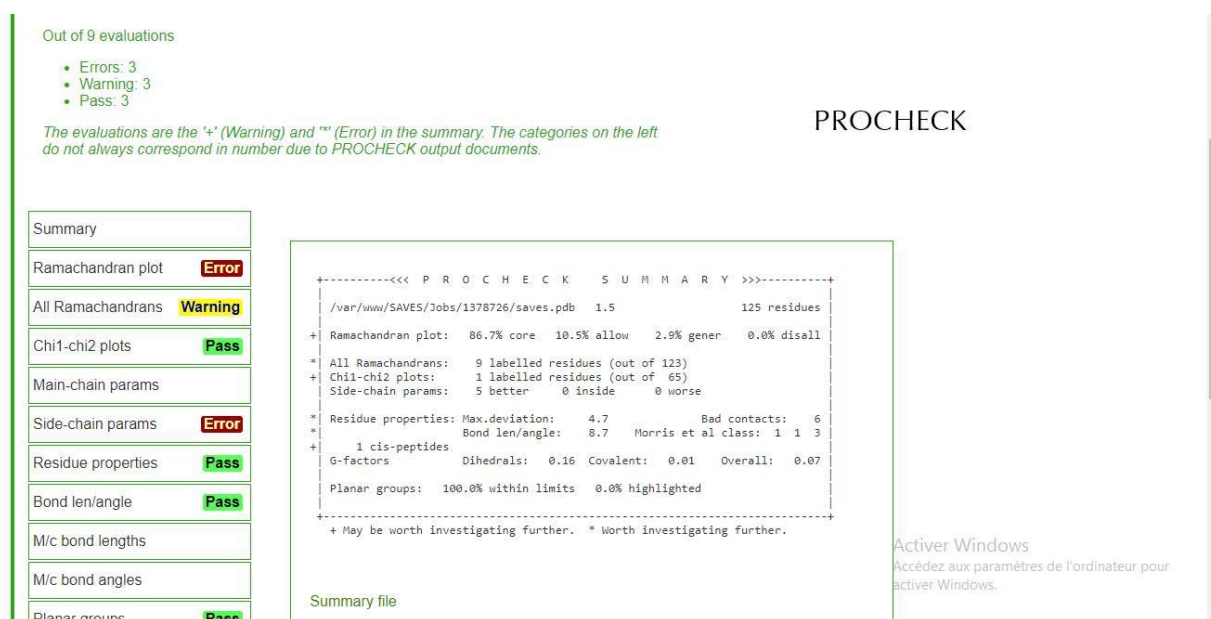 Out of 9 evaluations
• Errors: 3
• Warning: 3
• Pass: 3
The evaluations are the '+' (Warning) and '*' (Error) in the summary. The categories on the left
do not always correspond in number due to PROCHECK output documents.
PROCHECK
Summary
Ramachandran plot Error
All Ramachandrans Warning
Chi1-chi2 plots Pass
Main-chain params
Side-chain params Error
Residue properties Pass
Bond len/angle Pass
M/c bond lengths
M/c bond angles
Planar groups Pass
+----------<<< P R O C H E C K S U M M A R Y >>>----------+
| /var/www/SAVES/Jobs/1378726/saves.pdb 1.5 125 residues |
+| Ramachandran plot: 86.7% core 10.5% allow 2.9% gener 0.0% disall |
*| All Ramachandrans: 9 labelled residues (out of 123) |
+| Chi1-chi2 plots: 1 labelled residues (out of 65) |
| Side-chain params: 5 better 0 inside 0 worse |
*| Residue properties: Max.deviation: 4.7 Bad contacts: 6 |
*| Bond len/angle: 8.7 Morris et al class: 1 1 3 |
+| 1 cis-peptides |
| G-factors Dihedrals: 0.16 Covalent: 0.01 Overall: 0.07 |
| Planar groups: 100.0% within limits 0.0% highlighted |
+----------------------------------------------------------+
+ May be worth investigating further. * Worth investigating further.
Summary file
Activer Windows
Accédez aux paramètres de l'ordinateur pour
activer Windows.